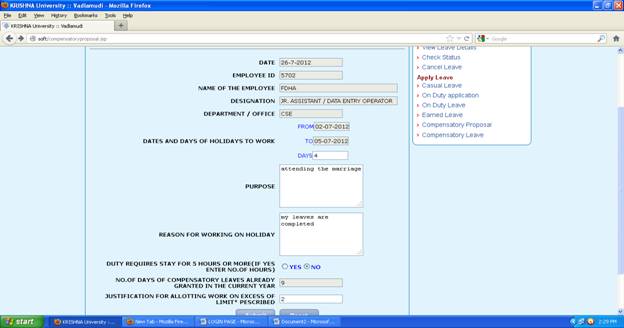 KRISHNA University :: Vadlamudi - Mozilla Firefox
File Edit View History Bookmarks Tools Help
KRISHNA University :: Vadlamudi
soft/compensatoryproposal.jsp
Google
DATE 26-7-2012
EMPLOYEE ID 5702
NAME OF THE EMPLOYEE FDHA
DESIGNATION JR. ASSISTANT / DATA ENTRY OPERATOR
DEPARTMENT / OFFICE CSE
FROM 02-07-2012
DATES AND DAYS OF HOLIDAYS TO WORK TO 05-07-2012
DAYS 4
PURPOSE attending the marriage
REASON FOR WORKING ON HOLIDAY my leaves are
completed
DUTY REQUIRES STAY FOR 5 HOURS OR MORE(IF YES
ENTER NO.OF HOURS) YES NO
NO.OF DAYS OF COMPENSATORY LEAVES ALREADY
GRANTED IN THE CURRENT YEAR 9
JUSTIFICATION FOR ALLOTTING WORK ON EXCESS OF
LIMIT* PESCRIBED 2
View Leave Details
Check Status
Cancel Leave
Apply Leave
Casual Leave
On Duty application
On Duty Leave
Earned Leave
Compensatory Proposal
Compensatory Leave
start
KRISHNA University :...
New Tab - Mozilla Fire...
LOGIN PAGE - Micros...
Document2 - Microsof...
2:29 PM